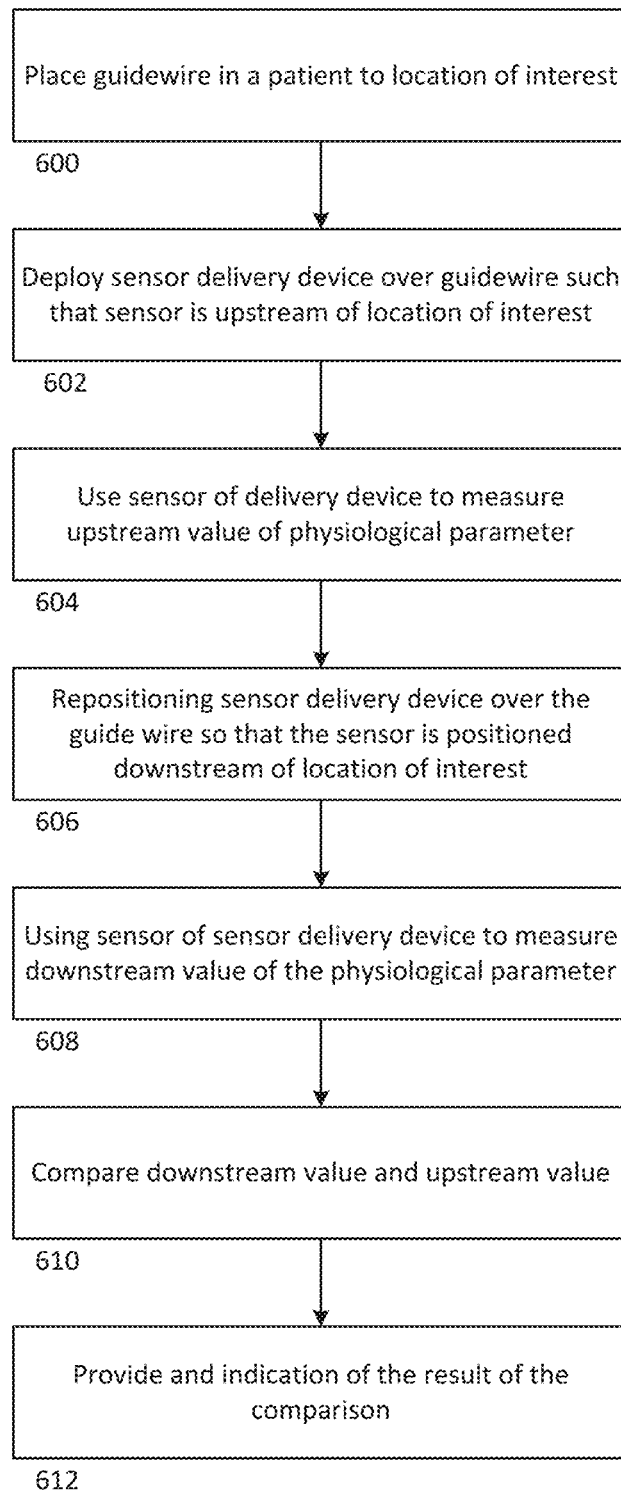 Place guidewire in a patient to location of interest
600
Deploy sensor delivery device over guidewire such
that sensor is upstream of location of interest
602
Use sensor of delivery device to measure
upstream value of physiological parameter
604
Repositioning sensor delivery device over the
guide wire so that the sensor is positioned
downstream of location of interest
606
Using sensor of sensor delivery device to measure
downstream value of the physiological parameter
608
Compare downstream value and upstream value
610
Provide and indication of the result of the
comparison
612